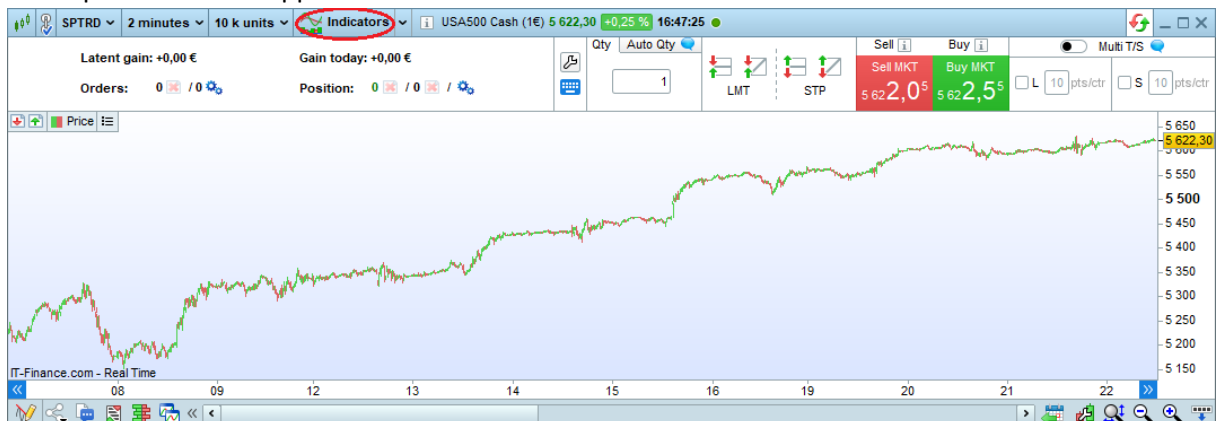 SPTRD 2 minutes 10 k units Indicators USA500 Cash (1€) 5 622,30 +0,25 % 16:47:25
Latent gain: +0,00 € Gain today: +0,00 € Qty Auto Qty Sell Buy Multi T/S
Sell MKT Buy MKT
Orders: 0 / 0 Position: 0 / 0 / 1 LMT STP 5 622,05 5 622,55 L 10 pts/ctr S 10 pts/ctr
Price
5 650
5 622,30
5 600
5 550
5 500
5 450
5 400
5 350
5 300
5 250
5 200
5 150
IT-Finance.com - Real Time
08 09 12 13 14 15 16 19 20 21 22